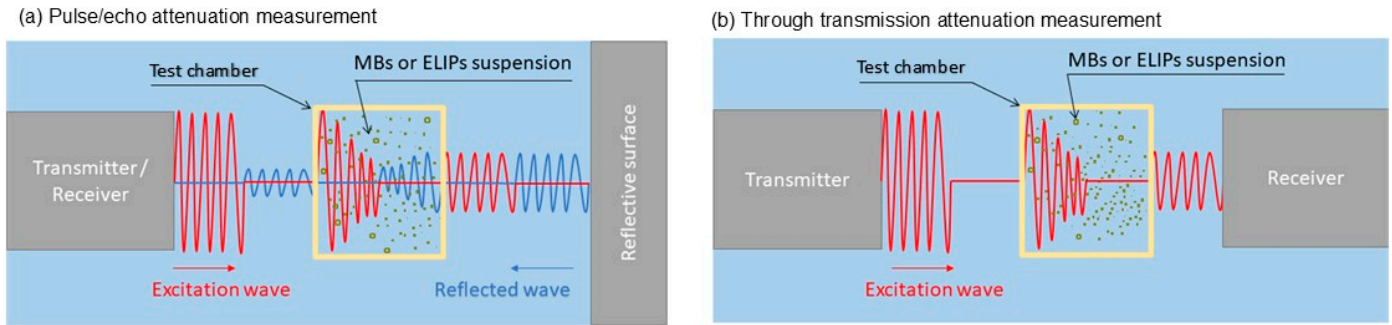 (a) Pulse/echo attenuation measurement
MBs or ELIPs suspension
Test chamber
Transmitter/
Receiver
Reflective surface
Excitation wave
Reflected wave
(b) Through transmission attenuation measurement
MBs or ELIPs suspension
Test chamber
Transmitter
Receiver
Excitation wave